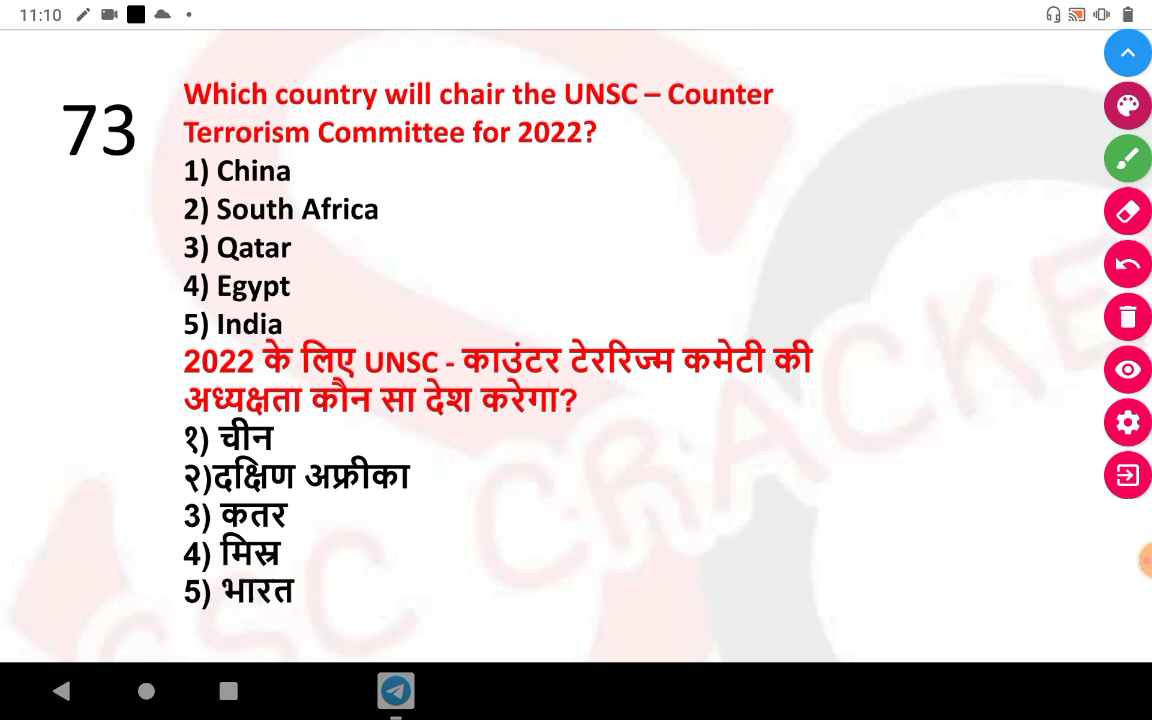 11:10
73
Which country will chair the UNSC – Counter
Terrorism Committee for 2022?
1) China
2) South Africa
3) Qatar
4) Egypt
5) India
2022 के लिए UNSC - काउंटर टेररिज्म कमेटी की
अध्यक्षता कौन सा देश करेगा?
१) चीन
२)दक्षिण अफ्रीका
3) कतर
4) मिस्र
5) भारत
SSC CRACKE